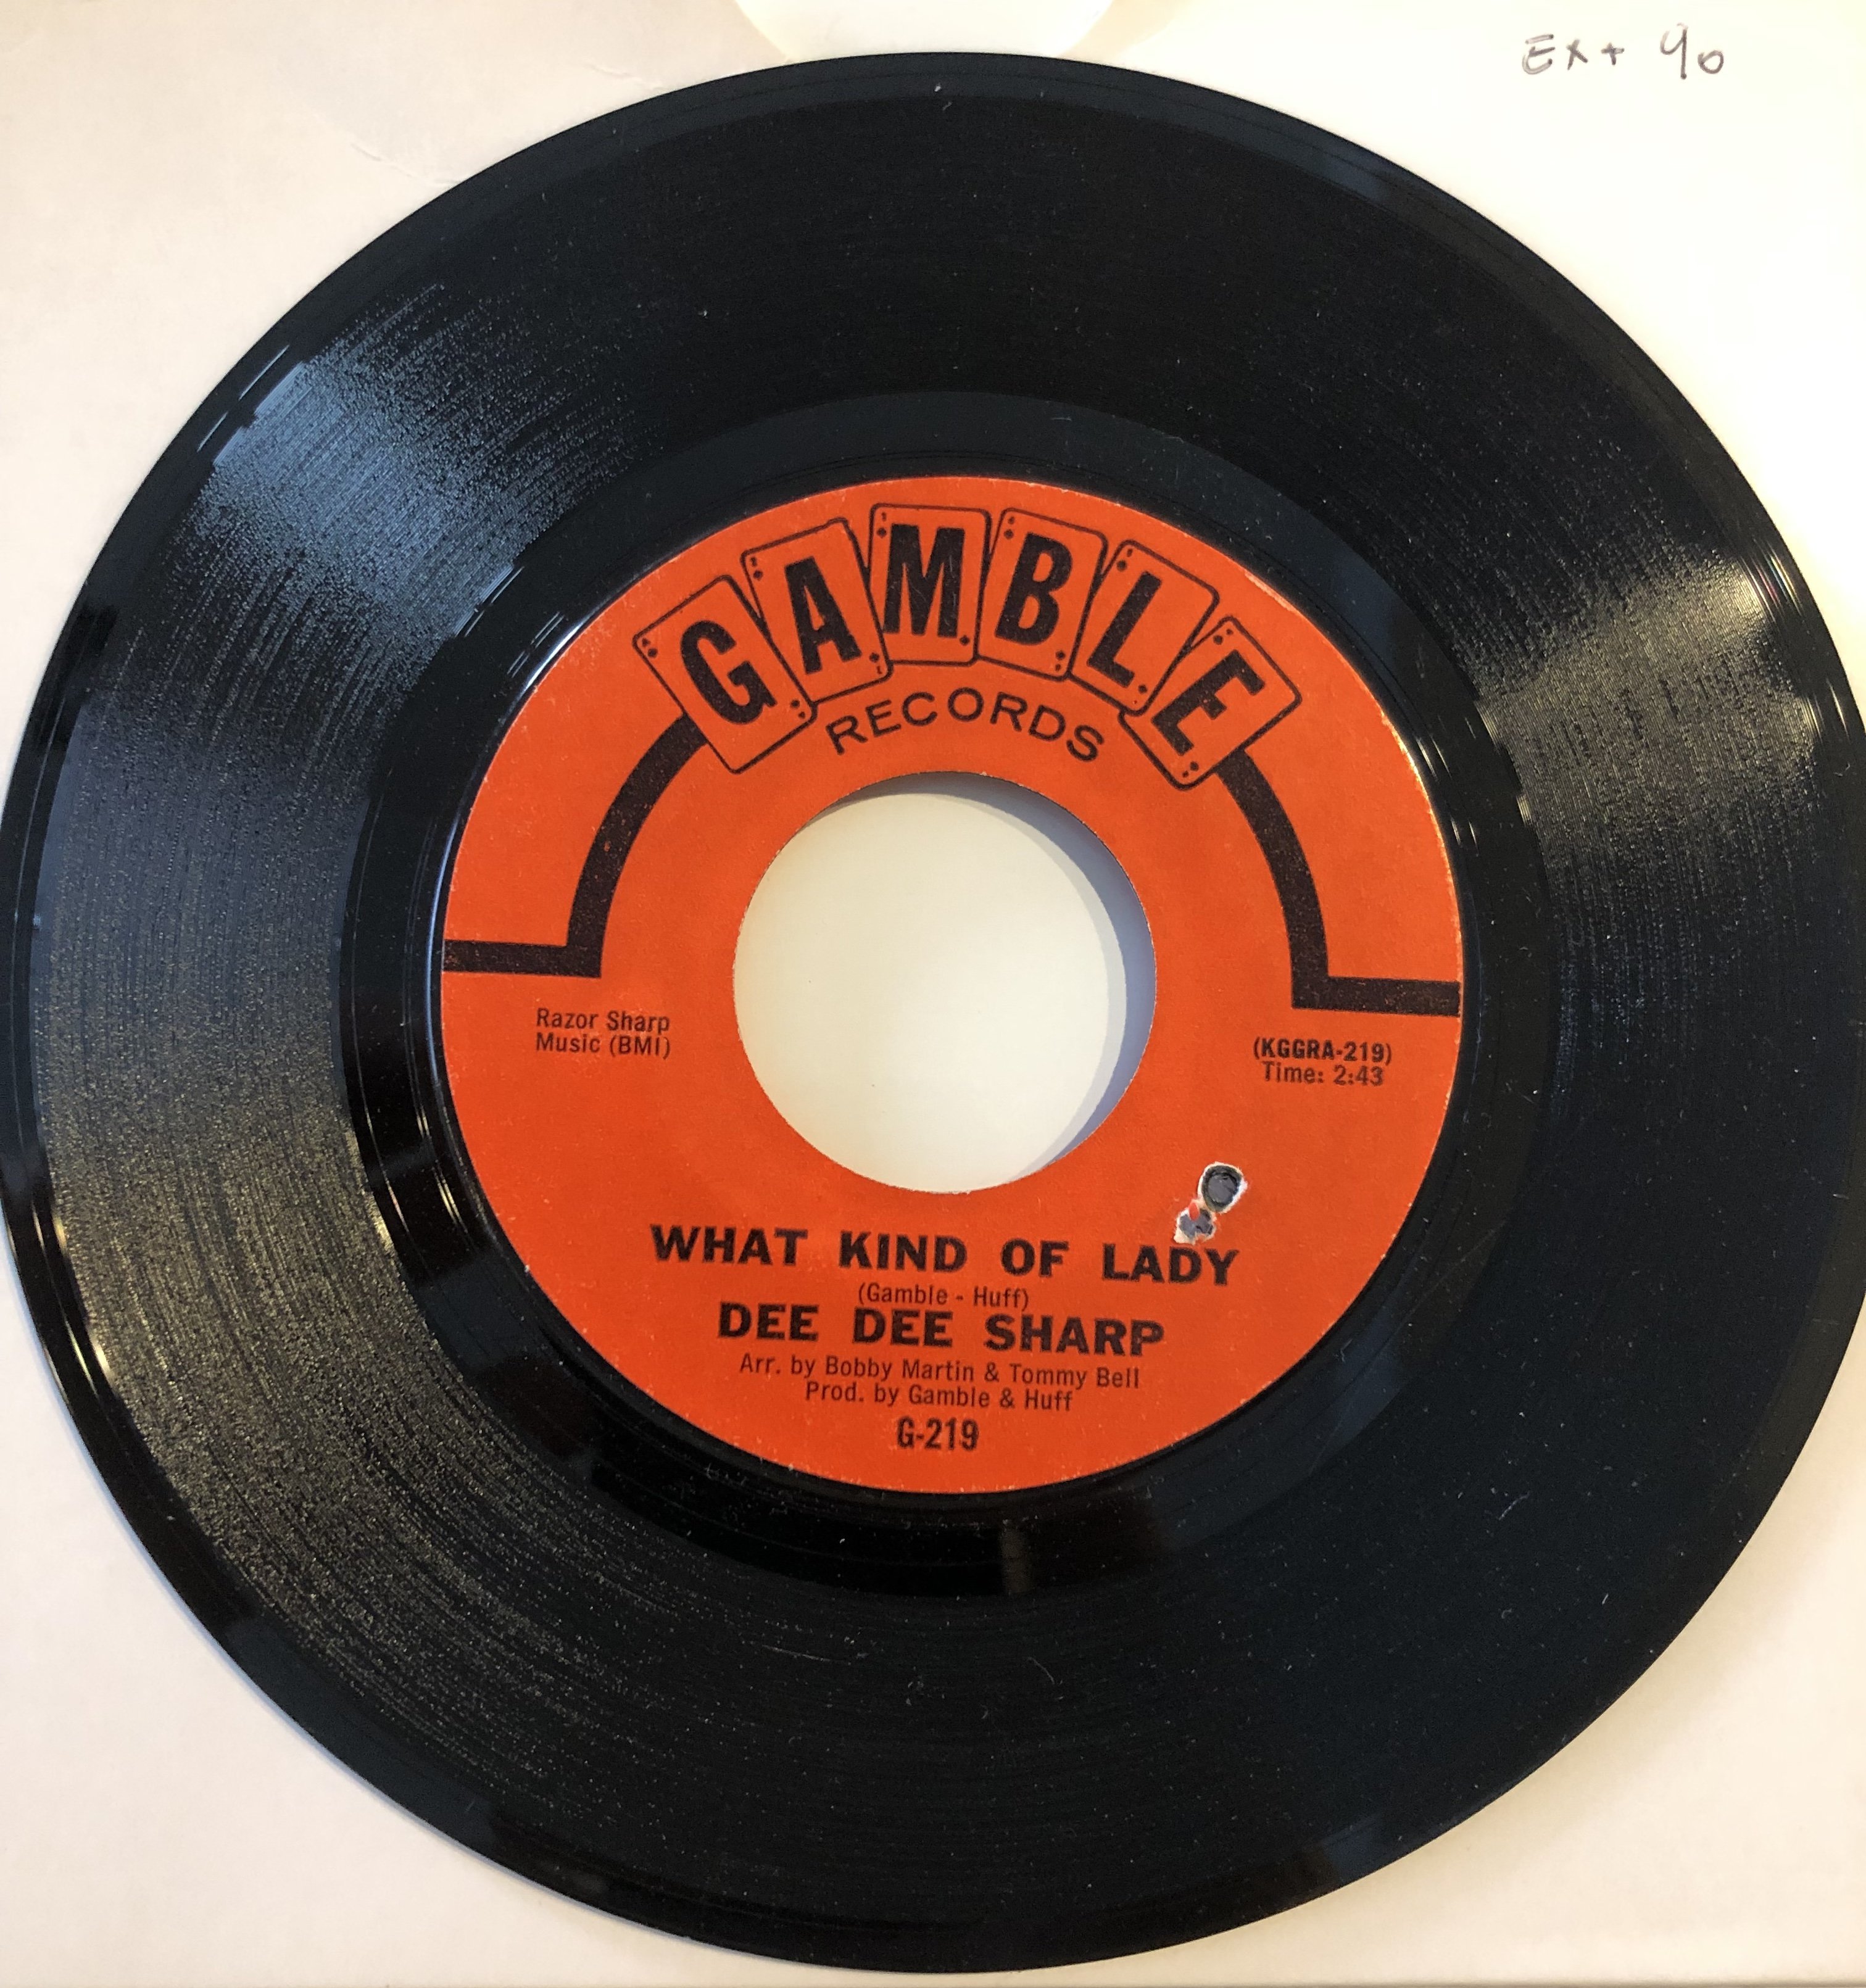 EX+ 90
GAMBLE
RECORDS
Razor Sharp
Music (BMI)
(KGGRA-219)
Time: 2:43
WHAT KIND OF LADY
(Gamble - Huff)
DEE DEE SHARP
Arr. by Bobby Martin & Tommy Bell
Prod. by Gamble & Huff
G-219